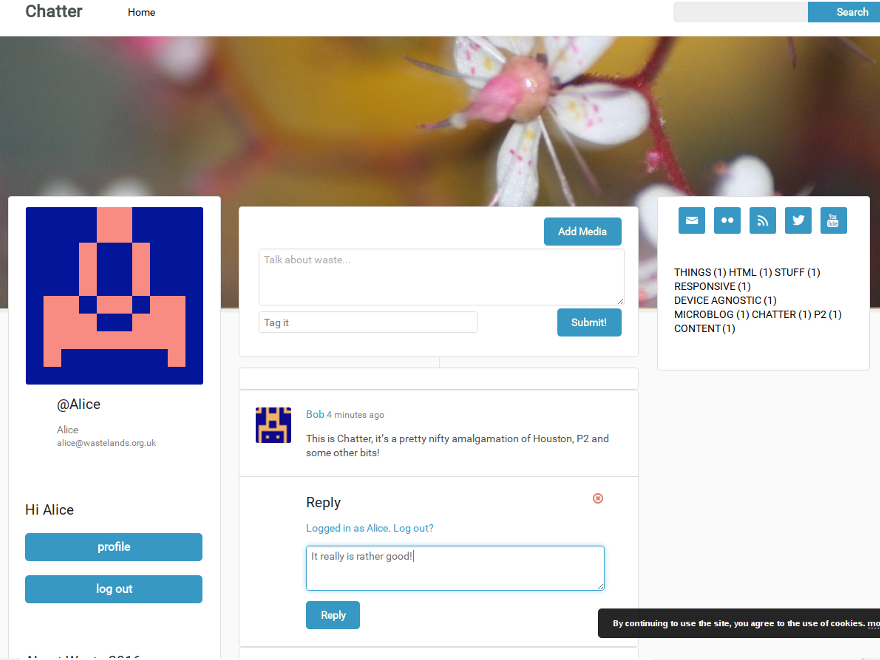 Chatter
Home
Search
Add Media
Talk about waste...
Tag it
Submit!
You
Tube
THINGS (1) HTML (1) STUFF (1)
RESPONSIVE (1)
DEVICE AGNOSTIC (1)
MICROBLOG (1) CHATTER (1) P2 (1)
CONTENT (1)
@Alice
Alice
alice@wastelands.org.uk
Hi Alice
profile
log out
Bob 4 minutes ago
This is Chatter, it's a pretty nifty amalgamation of Houston, P2 and
some other bits!
Reply
Logged in as Alice. Log out?
It really is rather good!
Reply
By continuing to use the site, you agree to the use of cookies. mo